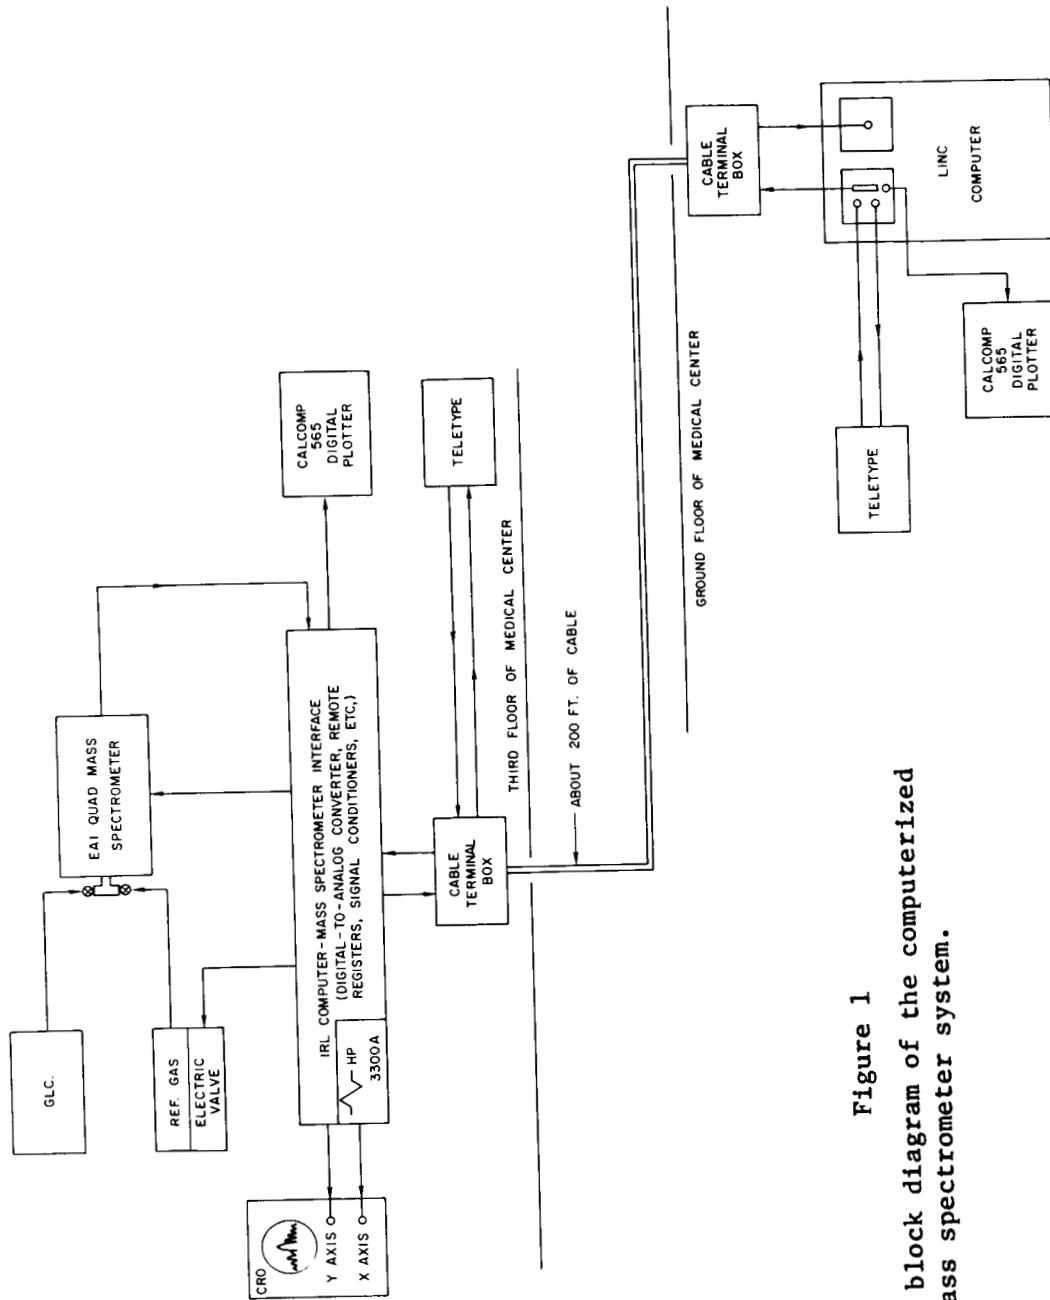 GLC.
REF. GAS
ELECTRIC
VALVE
EAI QUAD MASS
SPECTROMETER
CRO
Y AXIS
X AXIS
IRL COMPUTER-MASS SPECTROMETER INTERFACE
(DIGITAL-TO-ANALOG CONVERTER, REMOTE
REGISTERS, SIGNAL CONDITIONERS, ETC,)
HP
3300A
CALCOMP
565
DIGITAL
PLOTTER
CABLE
TERMINAL
BOX
TELETYPE
THIRD FLOOR OF MEDICAL CENTER
ABOUT 200 FT. OF CABLE
GROUND FLOOR OF MEDICAL CENTER
CABLE
TERMINAL
BOX
TELETYPE
CALCOMP
565
DIGITAL
PLOTTER
LINC
COMPUTER
Figure 1
block diagram of the computerized
ass spectrometer system.